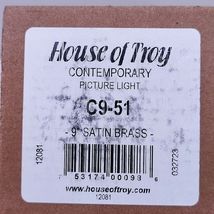 House of Troy
CONTEMPORARY
PICTURE LIGHT
C9-51
- 9" SATIN BRASS -
12081
032723
7 53174 00098 6
www.houseoftroy.com
12081